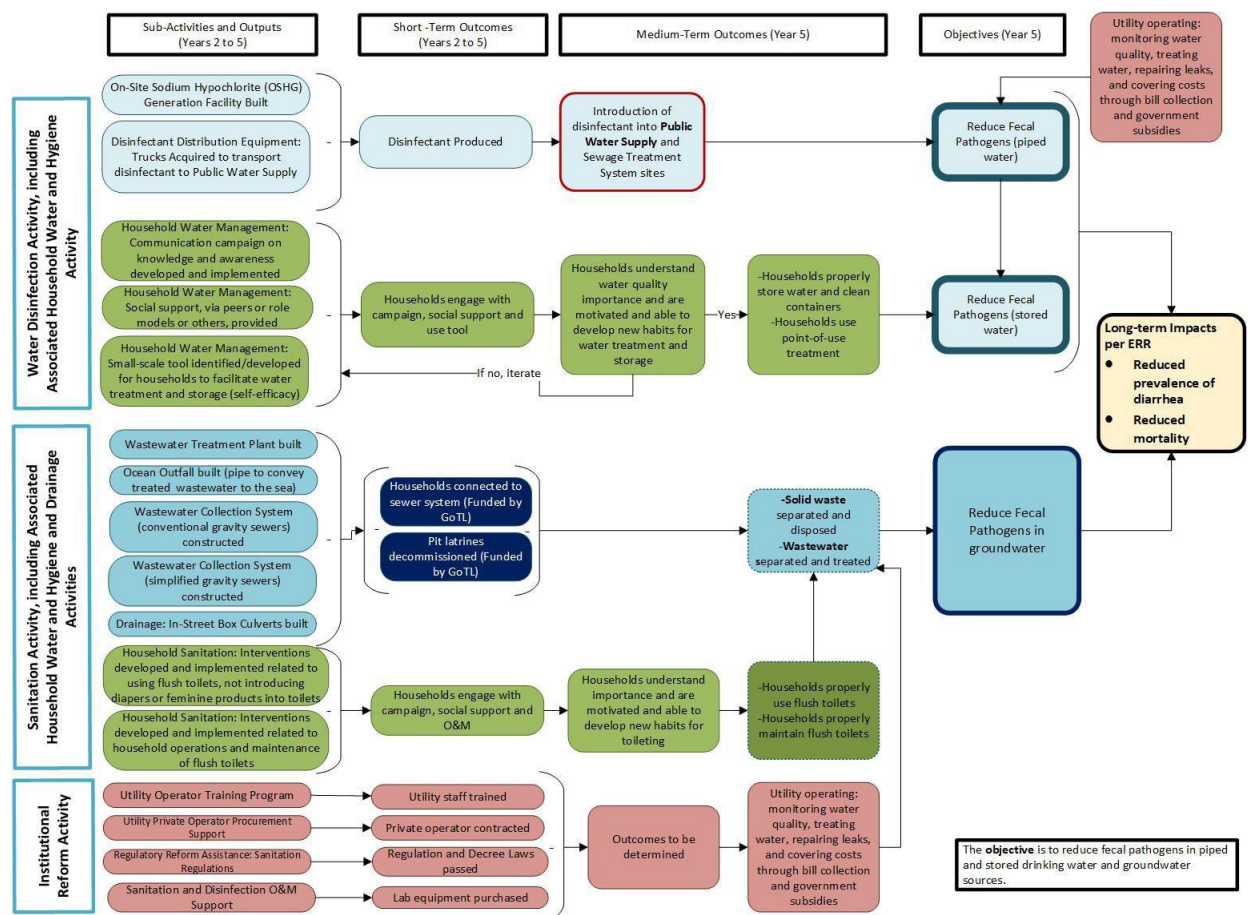 Sub-Activities and Outputs
(Years 2 to 5)
Short -Term Outcomes
(Years 2 to 5)
Medium-Term Outcomes (Year 5)
Objectives (Year 5)
Utility operating:
monitoring water
quality, treating
water, repairing leaks,
and covering costs
through bill collection
and government
subsidies
Water Disinfection Activity, including
Associated Household Water and Hygiene
Activity
On-Site Sodium Hypochlorite (OSHG)
Generation Facility Built
Disinfectant Distribution Equipment:
Trucks Acquired to transport
disinfectant to Public Water Supply
Disinfectant Produced
Introduction of
disinfectant into Public
Water Supply and
Sewage Treatment
System sites
Reduce Fecal
Pathogens (piped
water)
Household Water Management:
Communication campaign on
knowledge and awareness
developed and implemented
Household Water Management:
Social support, via peers or role
models or others, provided
Household Water Management:
Small-scale tool identified/developed
for households to facilitate water
treatment and storage (self-efficacy)
Households engage with
campaign, social support and
use tool
Households understand
water quality
importance and are
motivated and able to
develop new habits for
water treatment and
storage
Yes
-Households properly
store water and clean
containers
-Households use
point-of-use
treatment
Reduce Fecal
Pathogens (stored
water)
If no, iterate
Long-term Impacts
per ERR
● Reduced
prevalence of
diarrhea
● Reduced
mortality
Sanitation Activity, including Associated
Household Water and Hygiene and Drainage
Activities
Wastewater Treatment Plant built
Ocean Outfall built (pipe to convey
treated wastewater to the sea)
Wastewater Collection System
(conventional gravity sewers)
constructed
Wastewater Collection System
(simplified gravity sewers)
constructed
Drainage: In-Street Box Culverts built
Households connected to
sewer system (Funded by
GoTL)
Pit latrines
decommissioned (Funded
by GoTL)
-Solid waste
separated and
disposed
-Wastewater
separated and treated
Reduce Fecal
Pathogens in
groundwater
Household Sanitation: Interventions
developed and implemented related to
using flush toilets, not introducing
diapers or feminine products into toilets
Household Sanitation: Interventions
developed and implemented related to
household operations and maintenance
of flush toilets
Households engage with
campaign, social support and
O&M
Households understand
importance and are
motivated and able to
develop new habits for
toileting
-Households properly
use flush toilets
-Households properly
maintain flush toilets
Institutional
Reform Activity
Utility Operator Training Program
Utility Private Operator Procurement
Support
Regulatory Reform Assistance: Sanitation
Regulations
Sanitation and Disinfection O&M
Support
Utility staff trained
Private operator contracted
Regulation and Decree Laws
passed
Lab equipment purchased
Outcomes to be
determined
Utility operating:
monitoring water
quality, treating
water, repairing leaks,
and covering costs
through bill collection
and government
subsidies
The objective is to reduce fecal pathogens in piped
and stored drinking water and groundwater
sources.